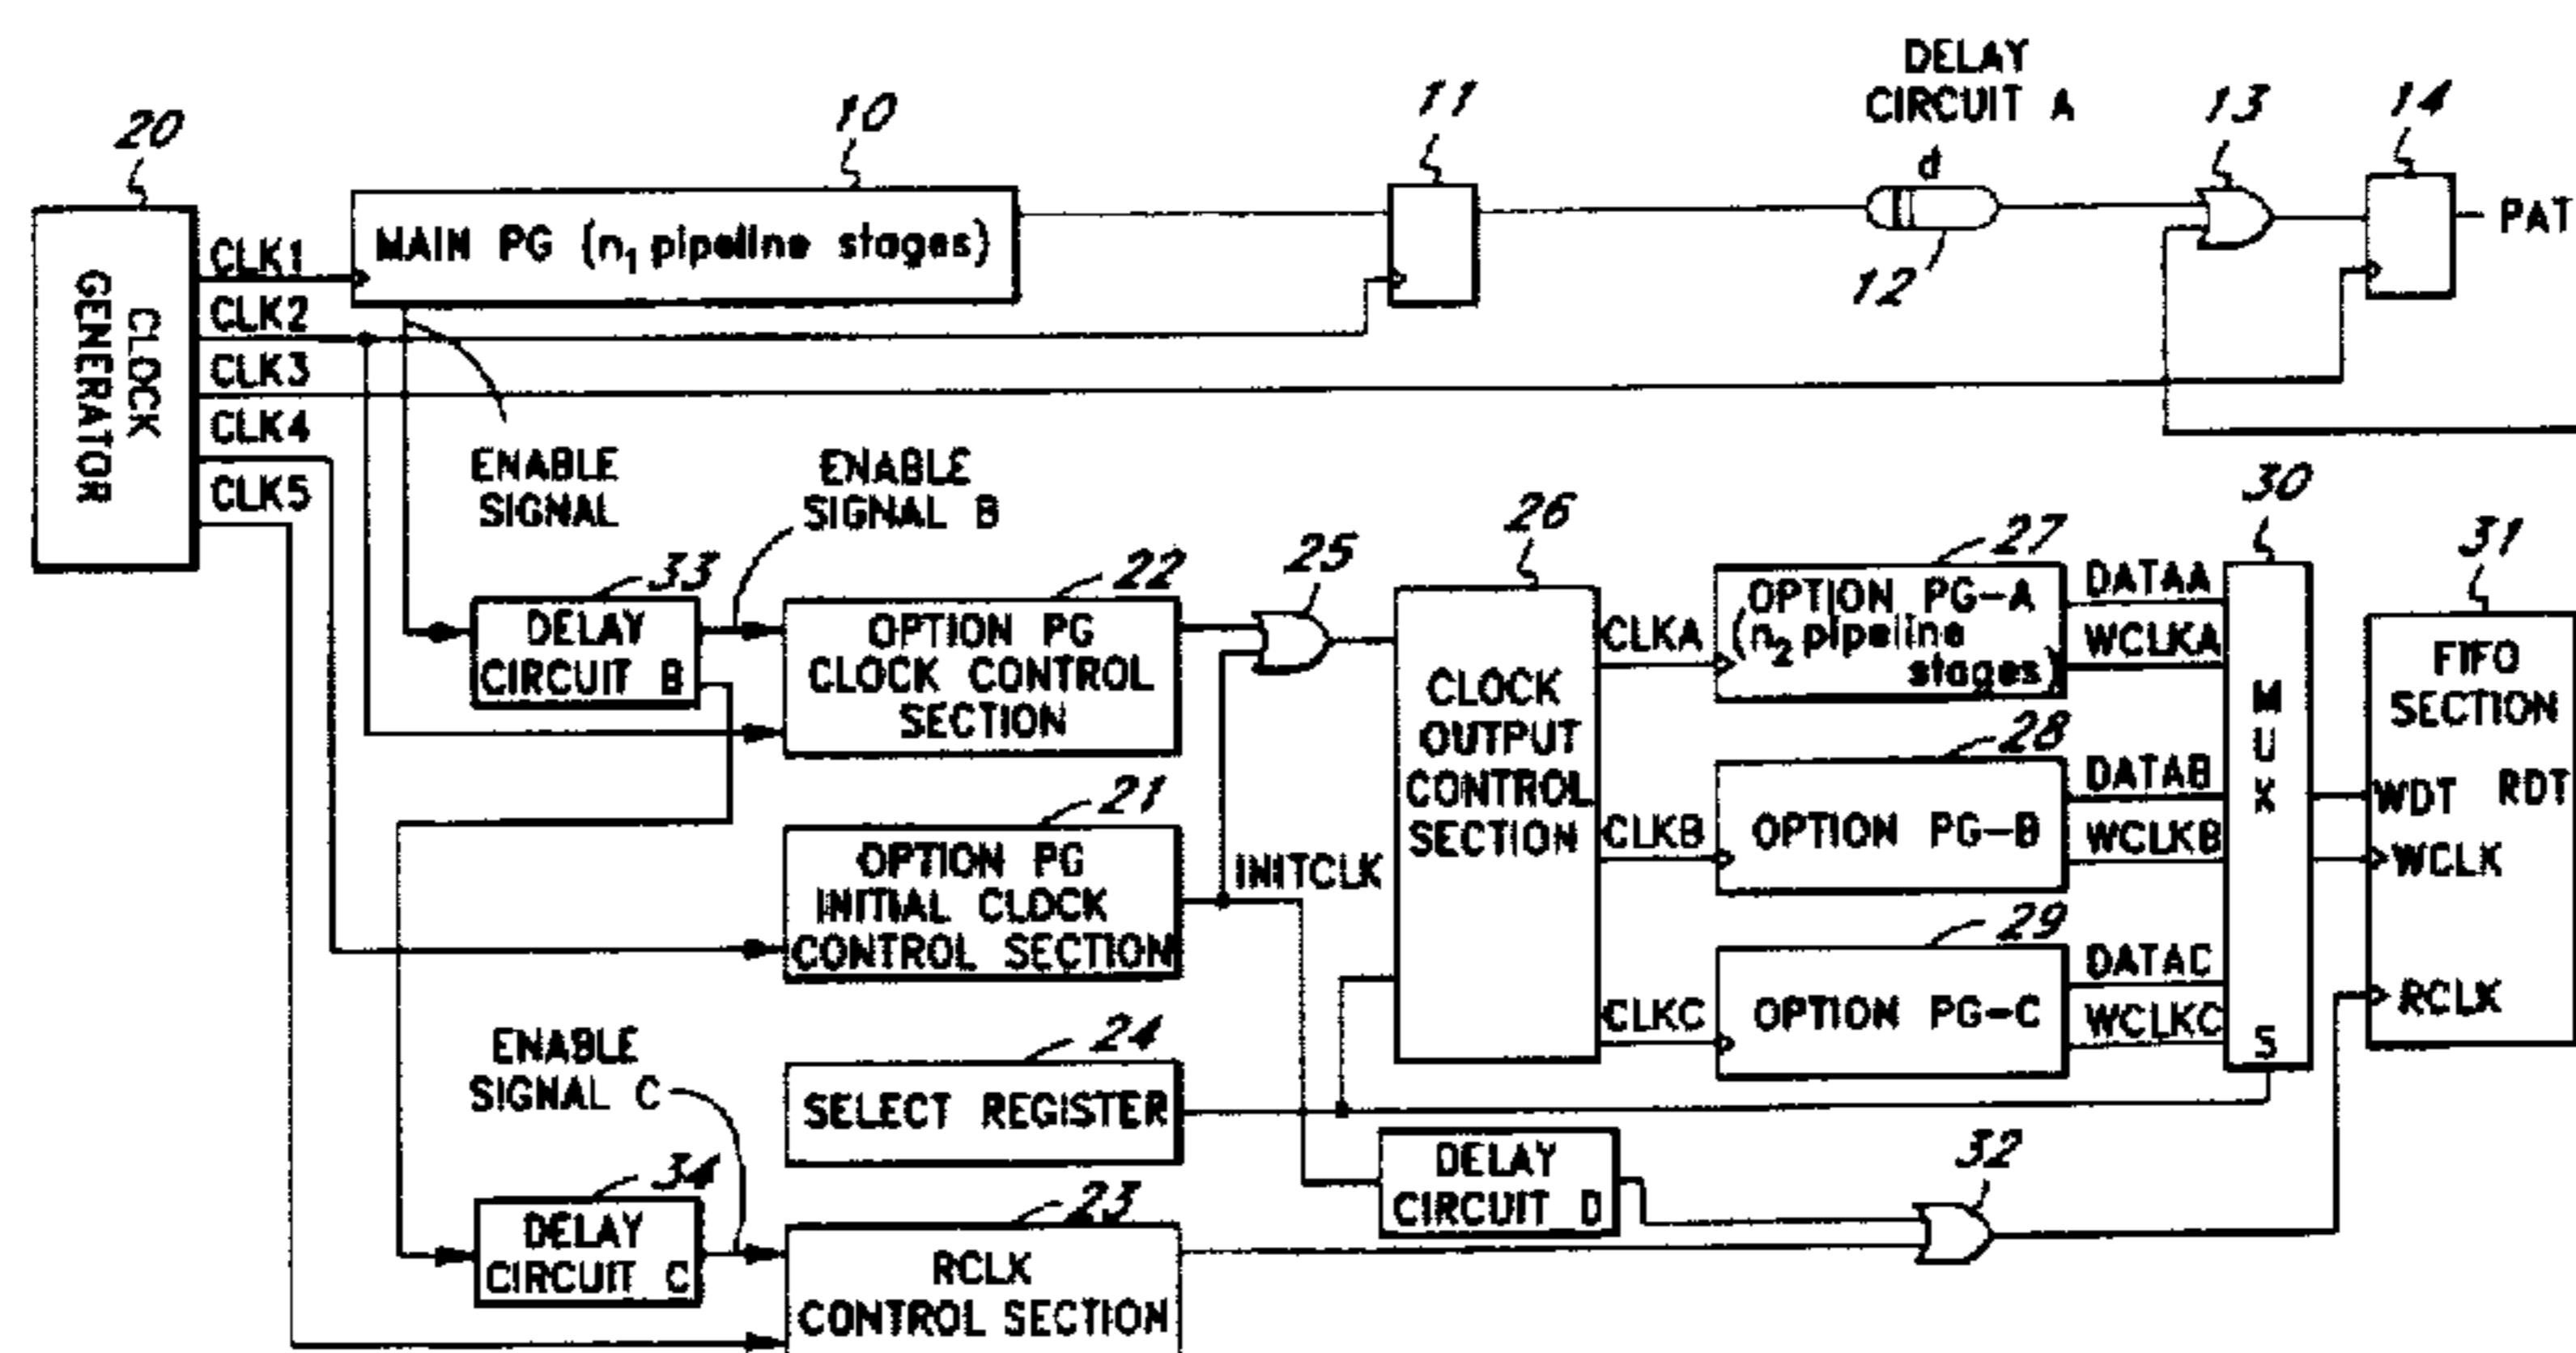 DELAY
CIRCUIT A
d
20
10
11
12
13
14
PAT
CLOCK
GENERATOR
CLK1
CLK2
CLK3
CLK4
CLK5
MAIN PG (n1 pipeline stages)
ENABLE
SIGNAL
ENABLE
SIGNAL B
33
DELAY
CIRCUIT B
22
OPTION PG
CLOCK CONTROL
SECTION
25
21
OPTION PG
INITIAL CLOCK
CONTROL SECTION
INITCLK
26
CLOCK
OUTPUT
CONTROL
SECTION
CLKA
CLKB
CLKC
27
OPTION PG-A
(n2 pipeline
stages)
28
OPTION PG-B
29
OPTION PG-C
DATAA
WCLKA
DATAB
WCLKB
DATAC
WCLKC
30
MUX
S
31
FIFO
SECTION
WDT RDT
WCLK
RCLK
24
SELECT REGISTER
ENABLE
SIGNAL C
34
DELAY
CIRCUIT C
23
RCLK
CONTROL SECTION
DELAY
CIRCUIT D
32